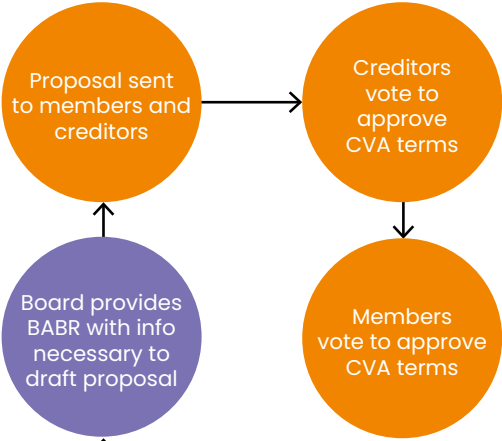 Proposal sent
to members and
creditors
Creditors
vote to
approve
CVA terms
Board provides
BABR with info
necessary to
draft proposal
Members
vote to approve
CVA terms